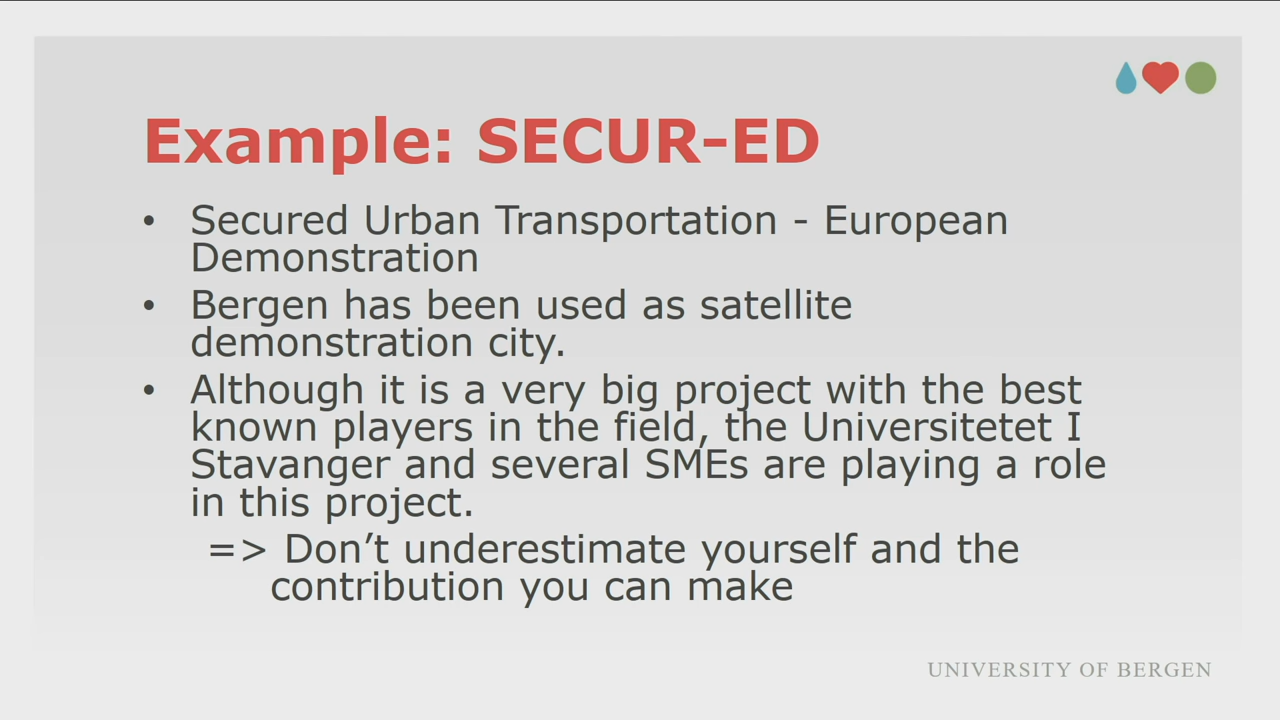 Example: SECUR-ED
• Secured Urban Transportation - European
Demonstration
• Bergen has been used as satellite
demonstration city.
• Although it is a very big project with the best
known players in the field, the Universitetet I
Stavanger and several SMEs are playing a role
in this project.
=> Don’t underestimate yourself and the
contribution you can make
UNIVERSITY OF BERGEN